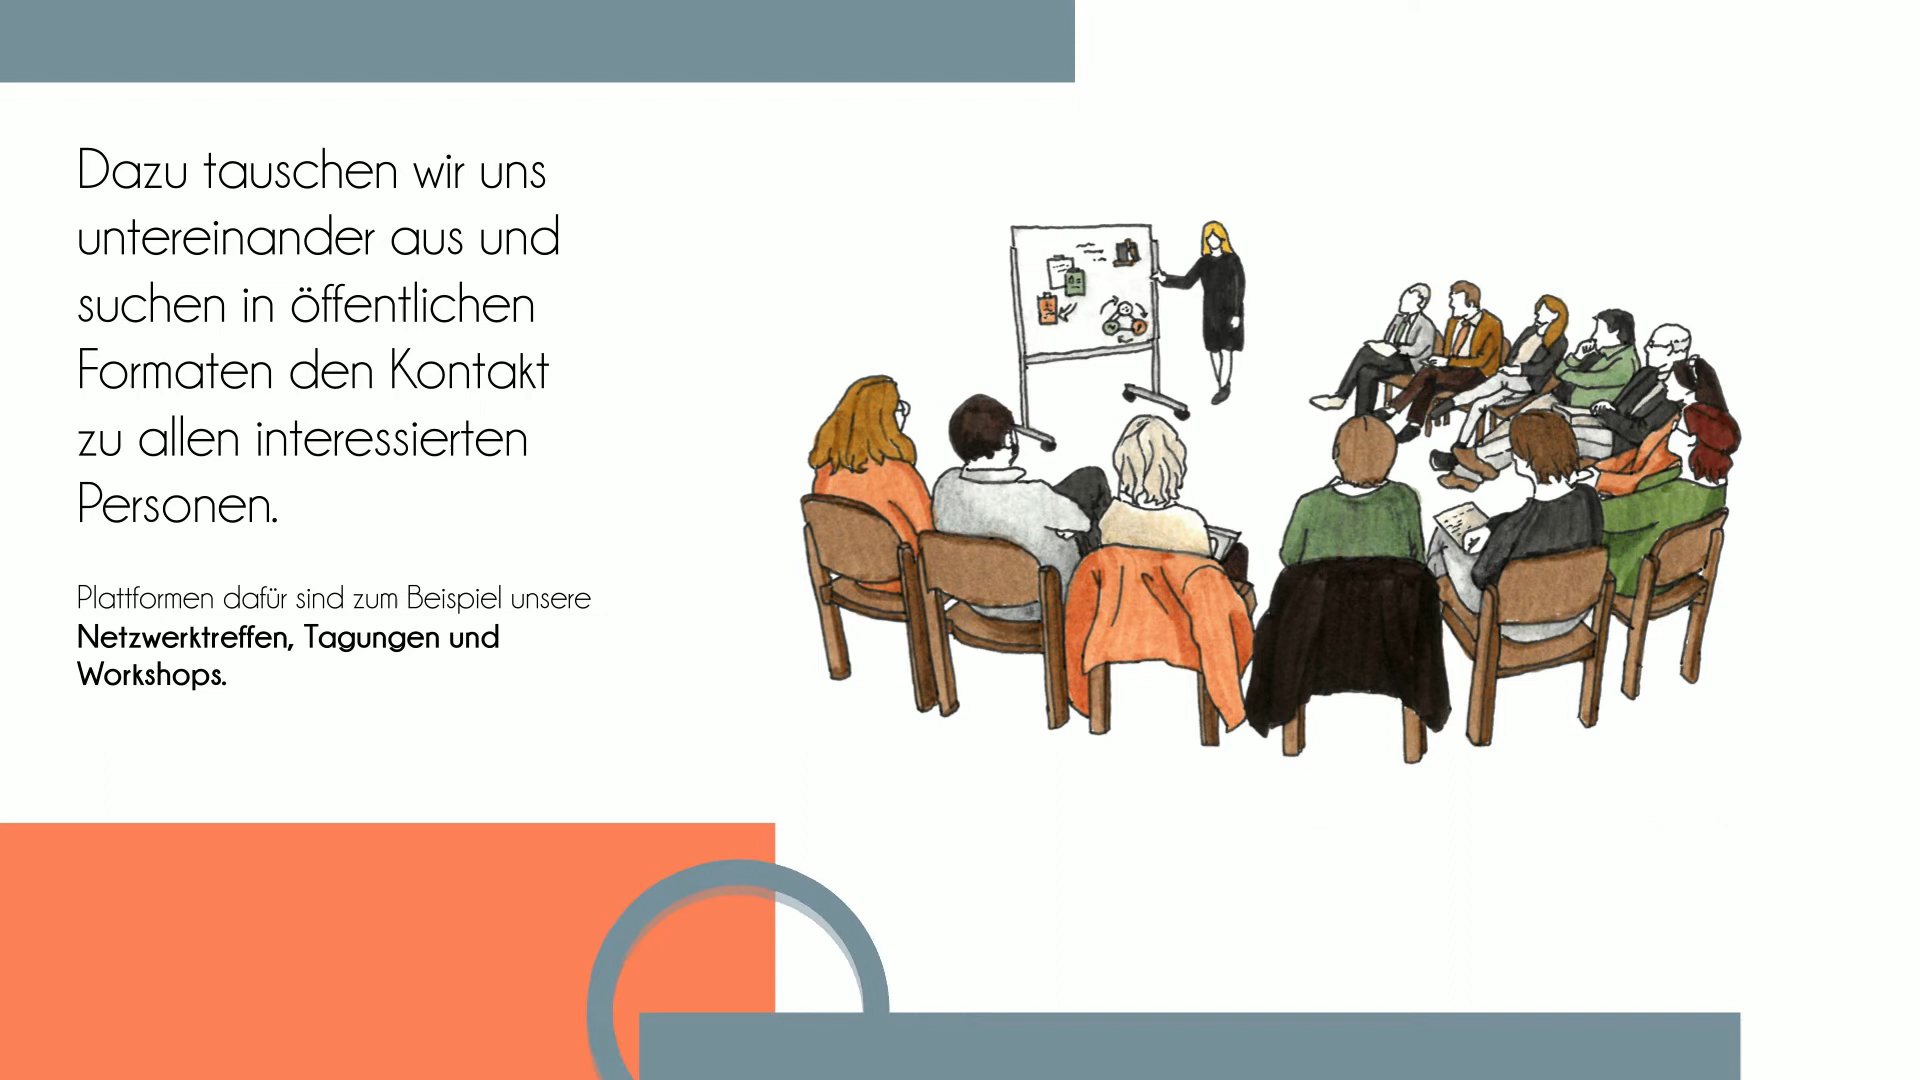 Dazu tauschen wir uns
untereinander aus und
suchen in öffentlichen
Formaten den Kontakt
zu allen interessierten
Personen.
Plattformen dafür sind zum Beispiel unsere
Netzwerktreffen, Tagungen und
Workshops.